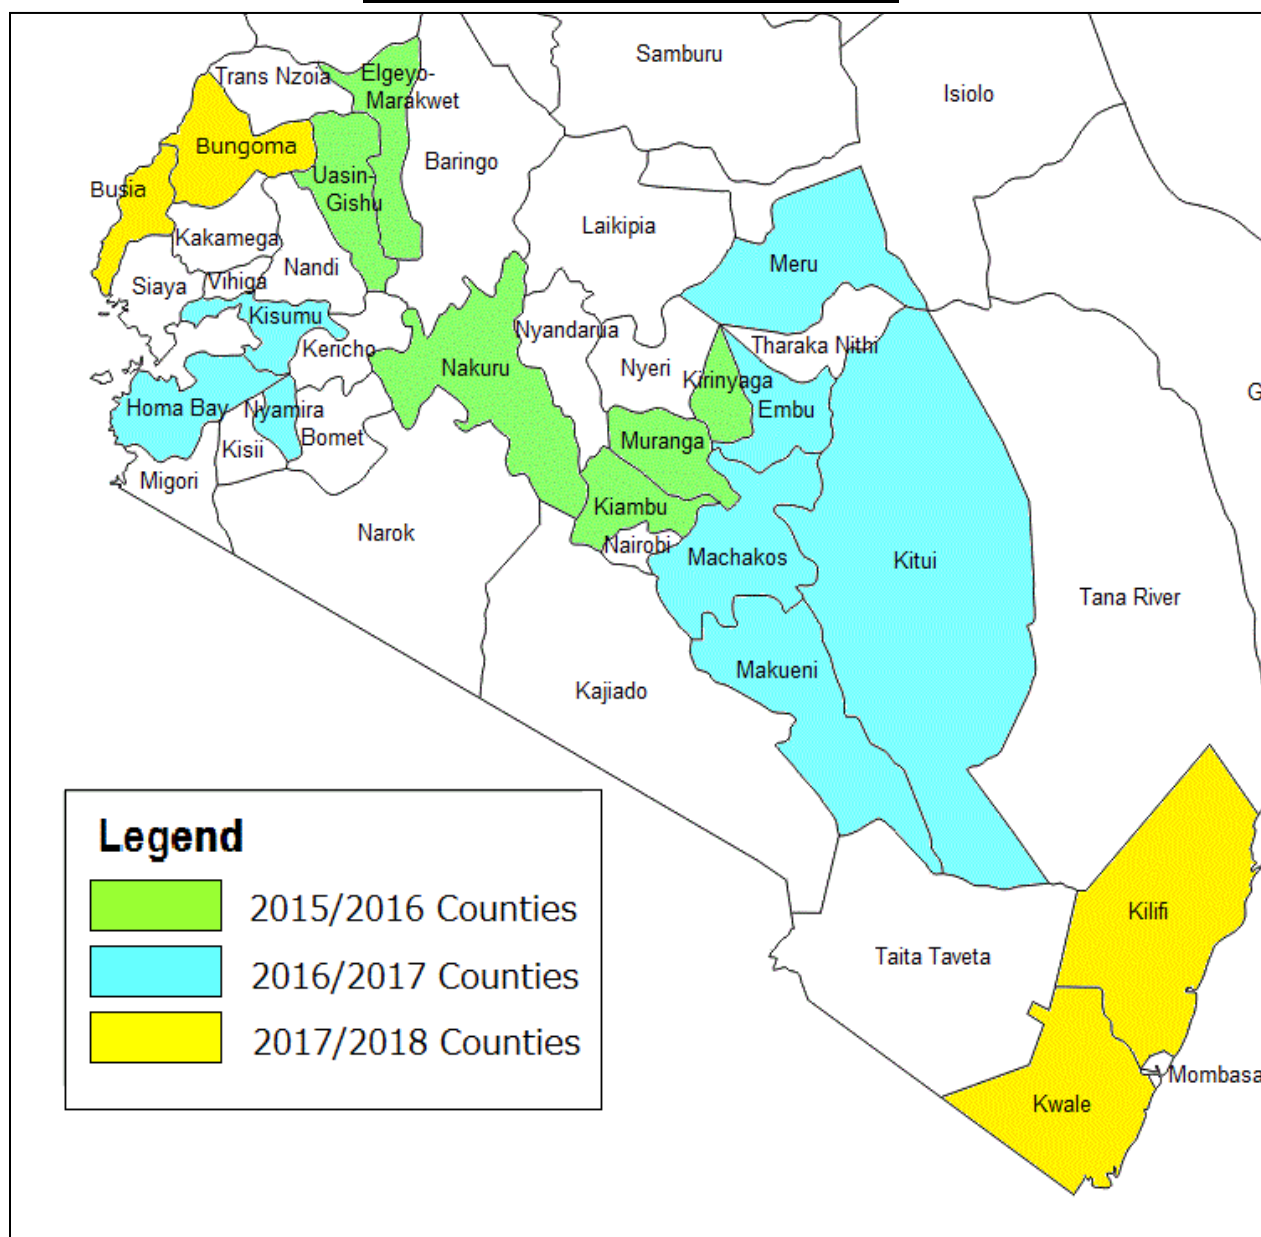 Samburu
Trans Nzoia
Elgeyo-
Marakwet
Isiolo
Bungoma
Baringo
Uasin-
Gishu
Busia
Laikipia
Kakamega
Nandi
Meru
Siaya
Vihiga
Kisumu
Nyandarua
Kericho
Tharaka Nithi
Nakuru
Nyeri
Kirinyaga
G
Homa Bay
Nyamira
Embu
Bomet
Muranga
Kisii
Migori
Kiambu
Narok
Nairobi
Machakos
Kitui
Tana River
Makueni
Kajiado
Legend
2015/2016 Counties
2016/2017 Counties
2017/2018 Counties
Kilifi
Taita Taveta
Mombasa
Kwale